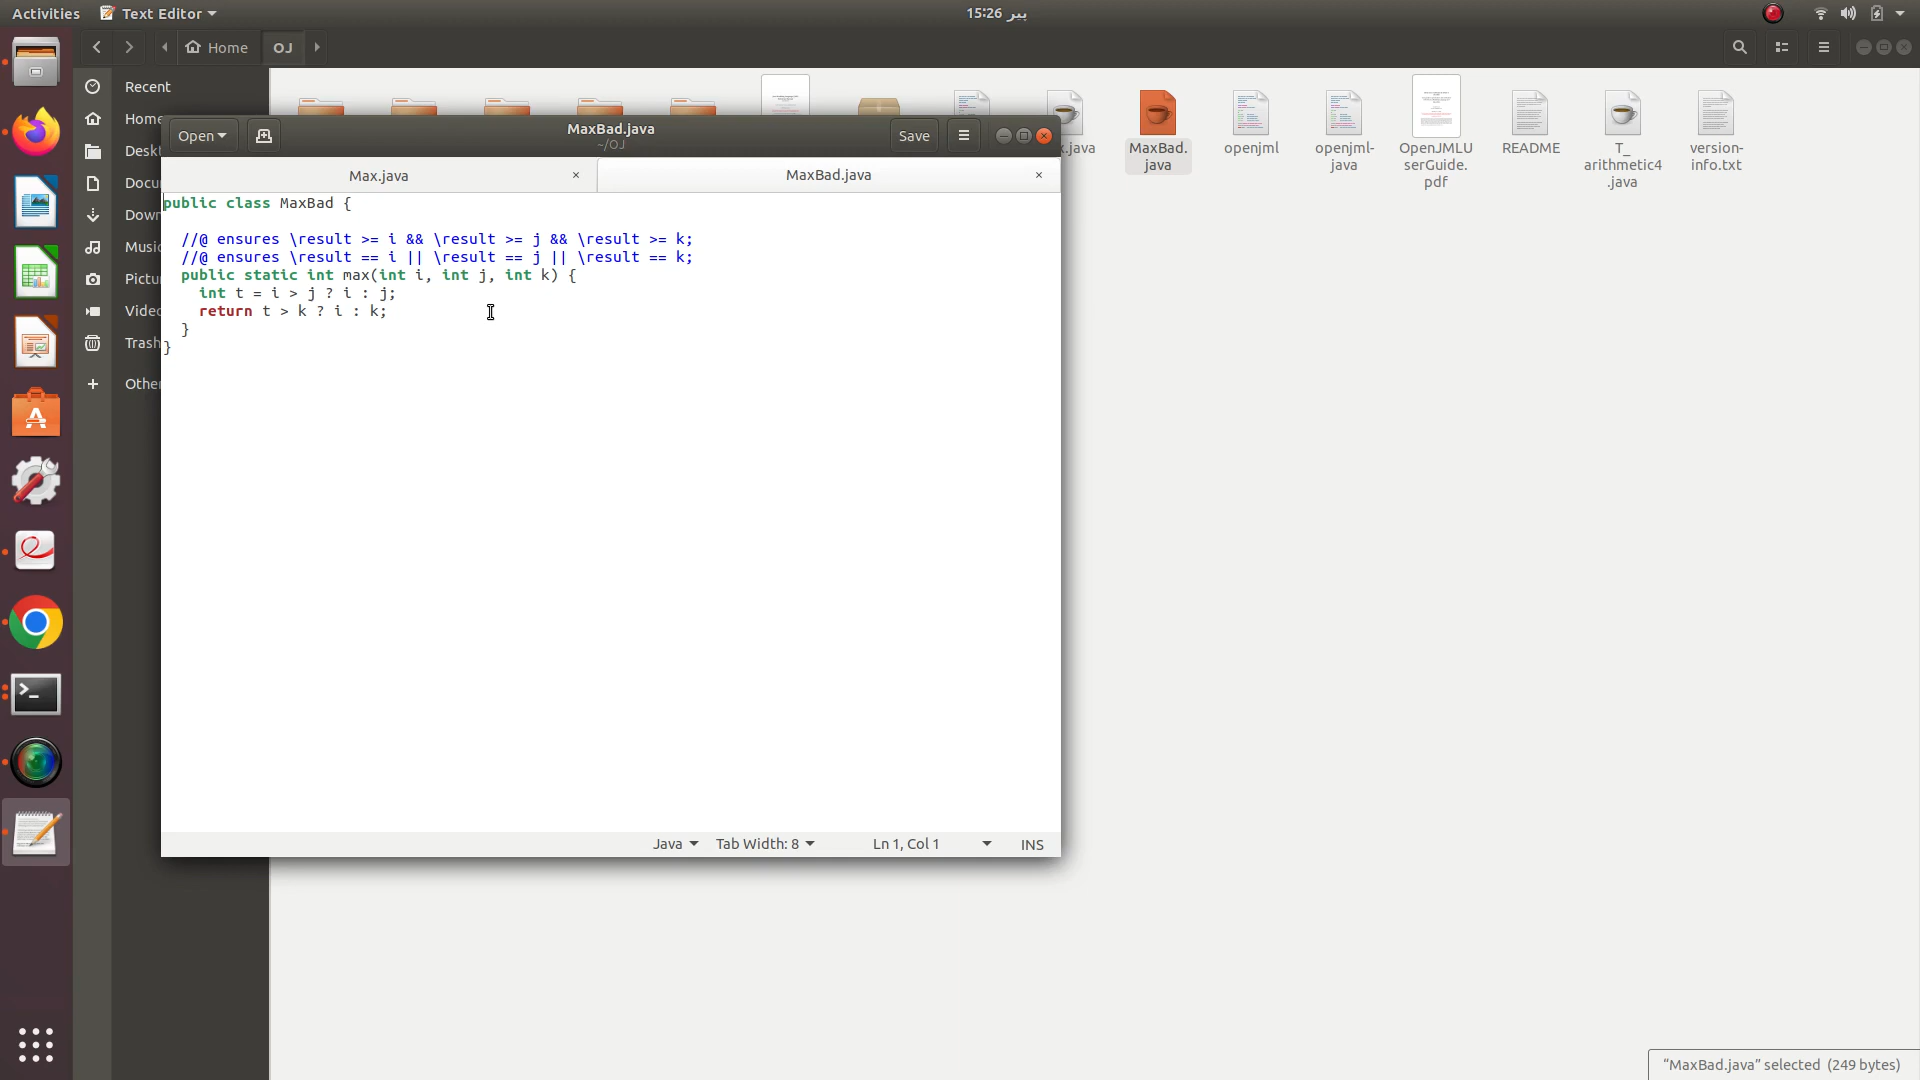 Activities
Text Editor
15:26 پیر
Home
OJ
Recent
Home
Deskt
Docu
Down
Music
Pictu
Video
Trash
Other
x.java
MaxBad.
java
openjml
openjml-
java
OpenJMLU
serGuide.
pdf
README
T_
arithmetic4
.java
version-
info.txt
Open
MaxBad.java
~/OJ
Save
Max.java
MaxBad.java
public class MaxBad {
//@ ensures \result >= i && \result >= j && \result >= k;
//@ ensures \result == i || \result == j || \result == k;
public static int max(int i, int j, int k) {
int t = i > j ? i : j;
return t > k ? i : k;
}
}
Java
Tab Width: 8
Ln 1, Col 1
INS
“MaxBad.java” selected (249 bytes)